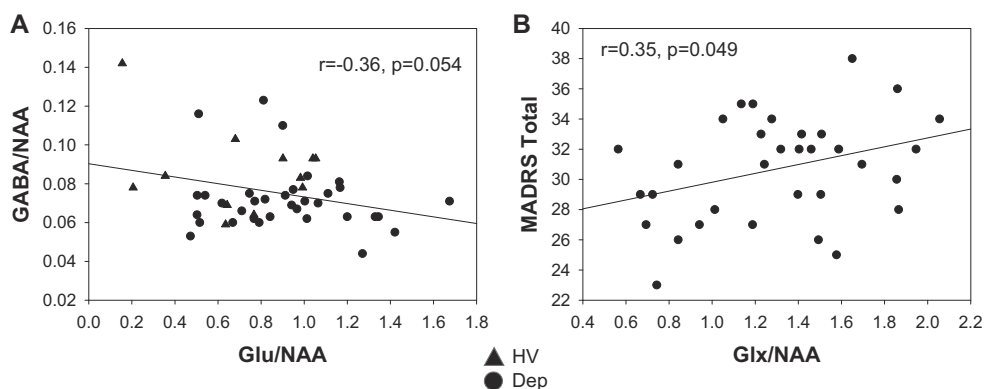 A
r=-0.36, p=0.054
GABA/NAA
0.16
0.14
0.12
0.10
0.08
0.06
0.04
0.02
0.0 0.2 0.4 0.6 0.8 1.0 1.2 1.4 1.6 1.8
Glu/NAA
B
r=0.35, p=0.049
MADRS Total
40
38
36
34
32
30
28
26
24
22
0.4 0.6 0.8 1.0 1.2 1.4 1.6 1.8 2.0 2.2
Glx/NAA
HV
Dep